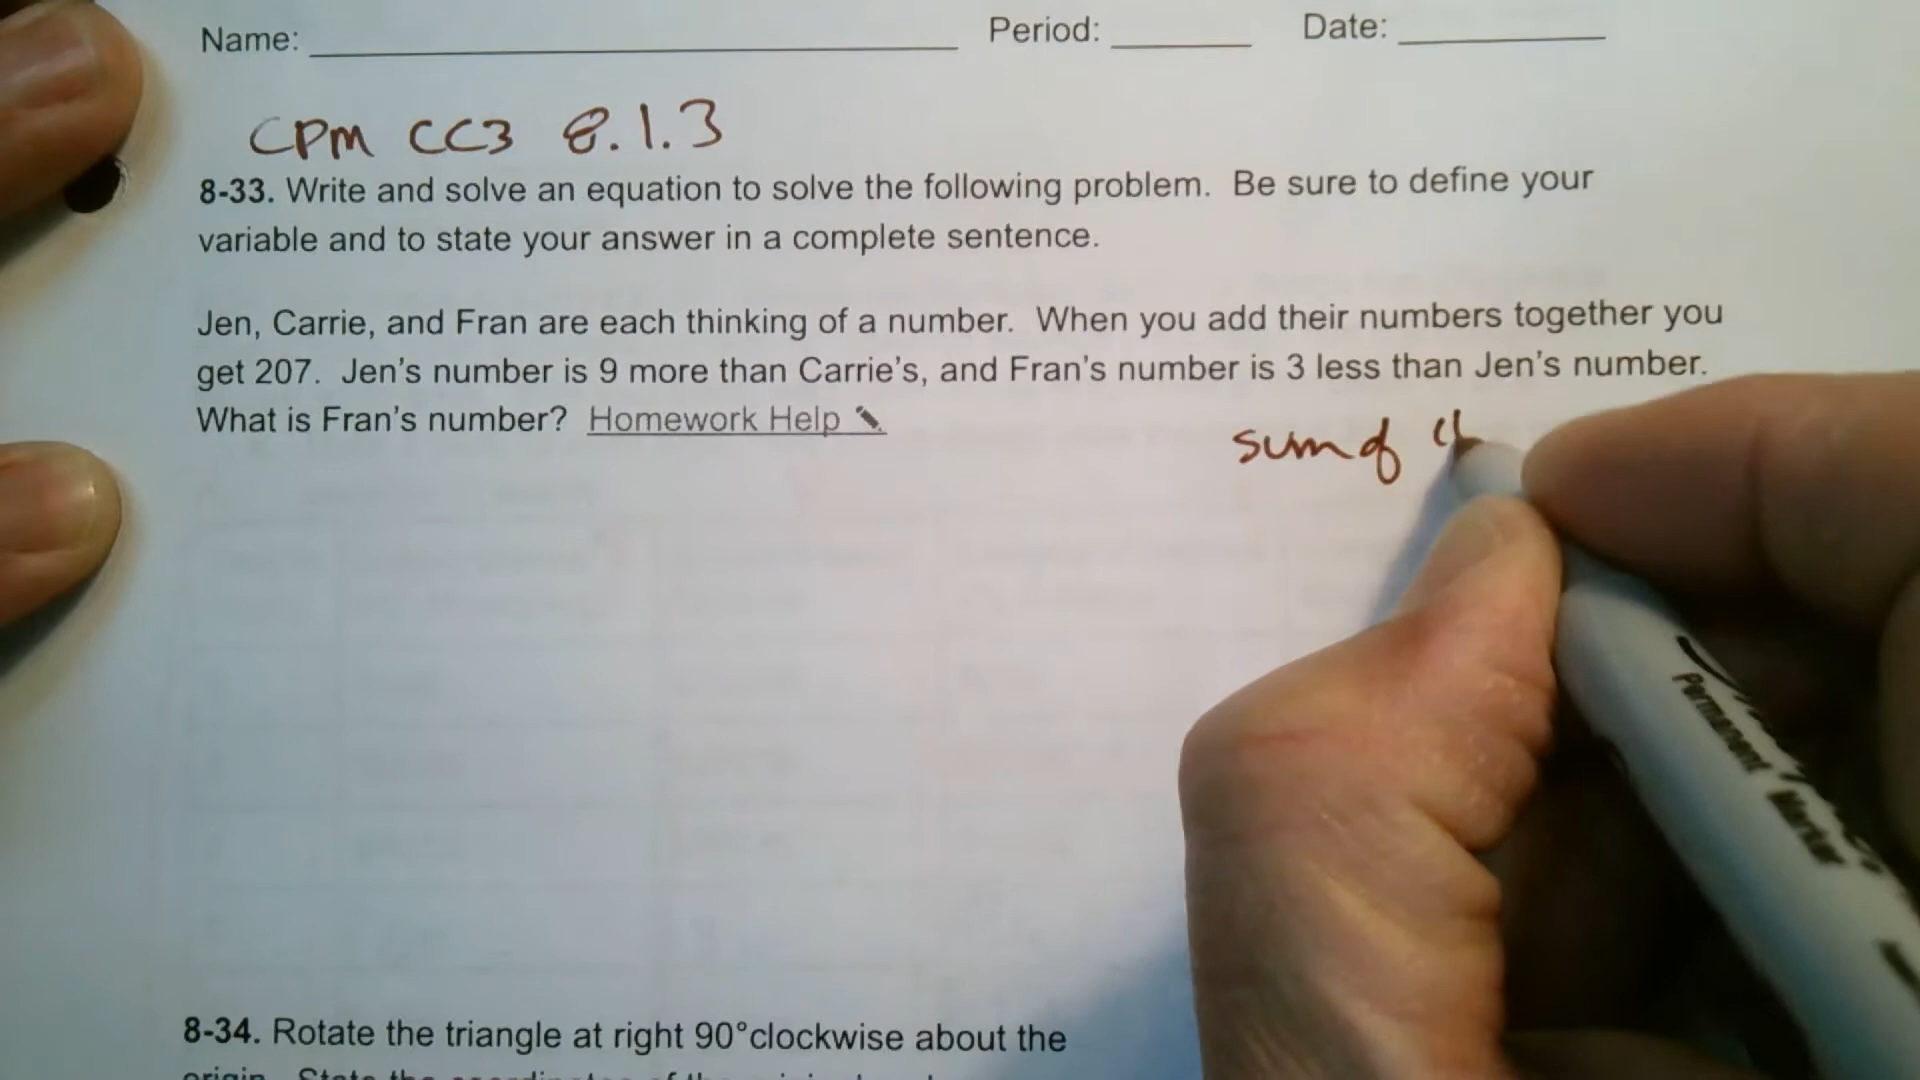 Name: Period: Date:
CPM CC3 8.1.3
8-33. Write and solve an equation to solve the following problem. Be sure to define your
variable and to state your answer in a complete sentence.
Jen, Carrie, and Fran are each thinking of a number. When you add their numbers together you
get 207. Jen's number is 9 more than Carrie's, and Fran's number is 3 less than Jen's number.
What is Fran's number? Homework Help
sum of
Permanent Marker
8-34. Rotate the triangle at right 90°clockwise about the